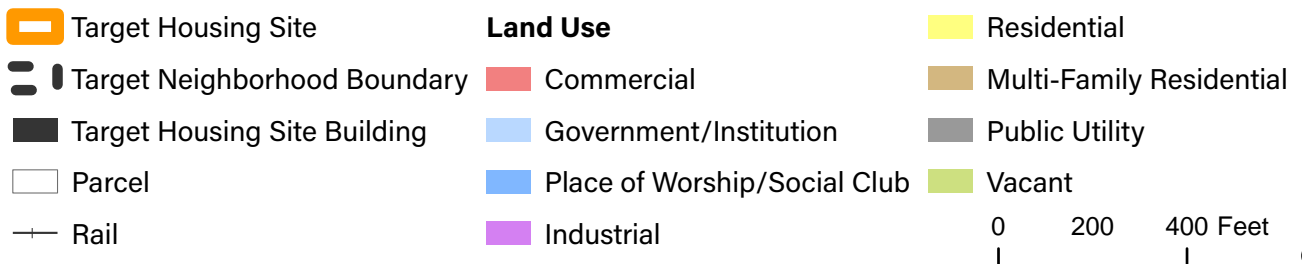 Target Housing Site
Target Neighborhood Boundary
Target Housing Site Building
Parcel
Rail
Land Use
Commercial
Government/Institution
Place of Worship/Social Club
Industrial
Residential
Multi-Family Residential
Public Utility
Vacant
0 200 400 Feet